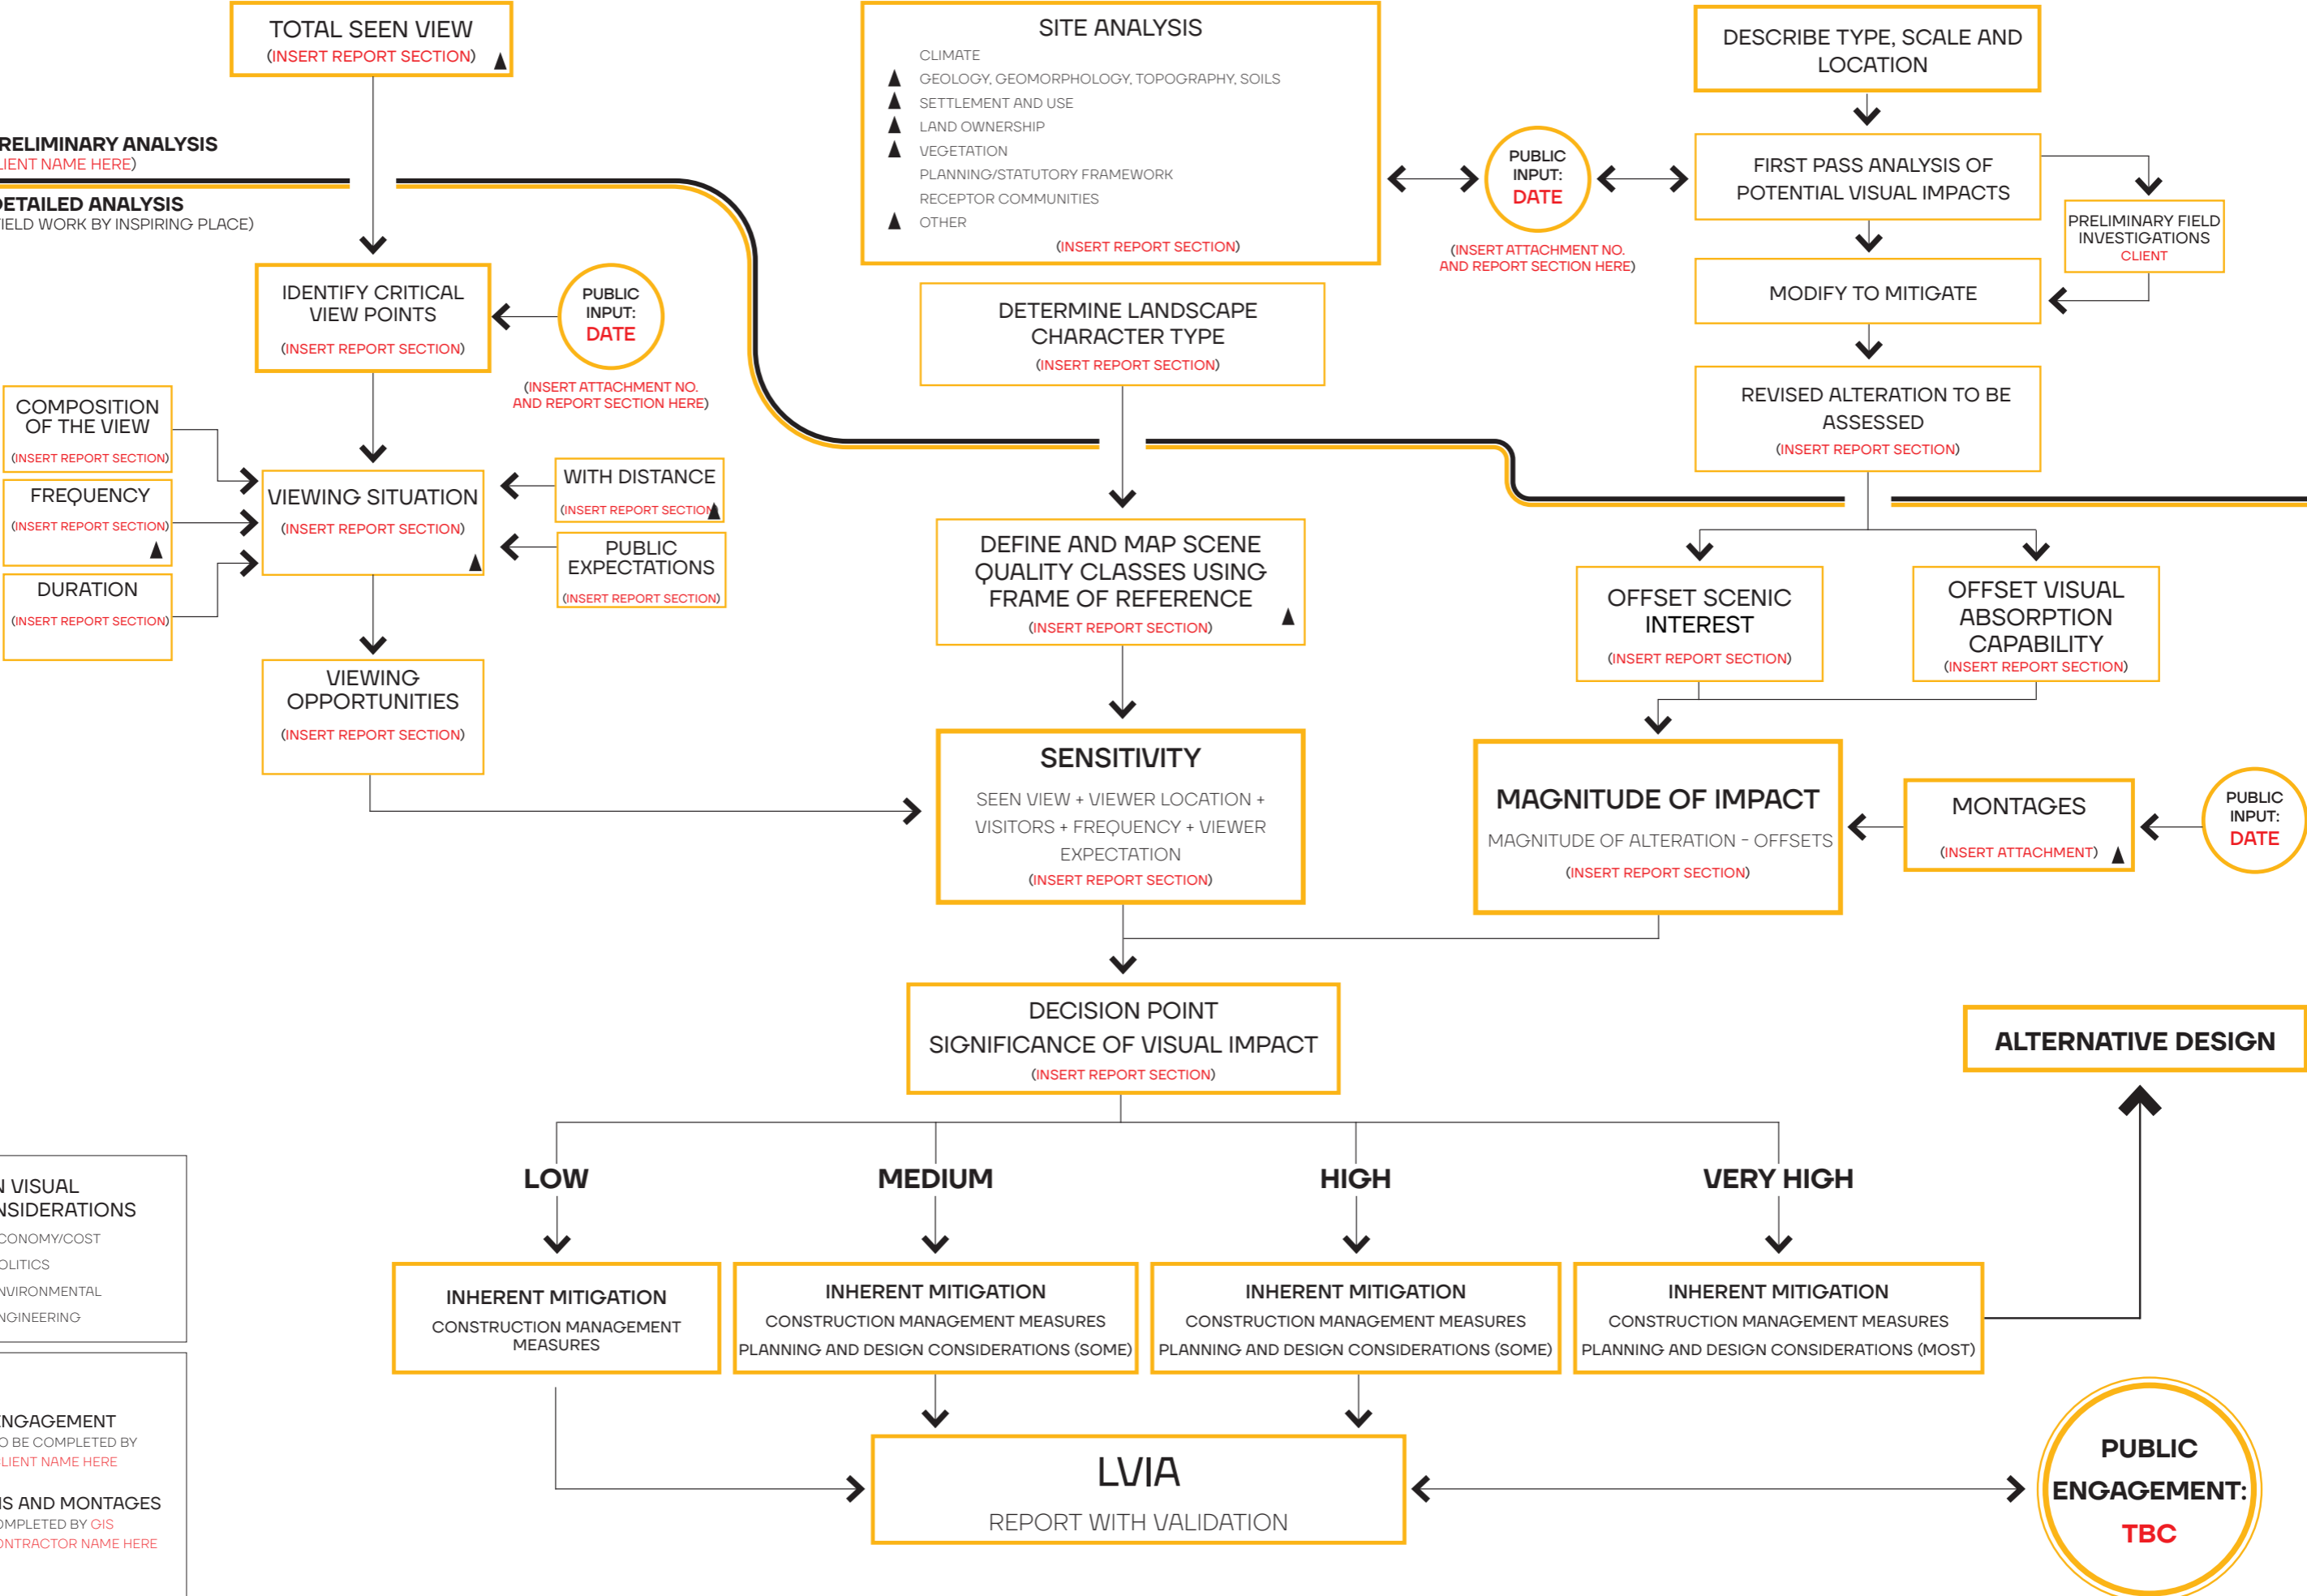 TOTAL SEEN VIEW
(INSERT REPORT SECTION)
SITE ANALYSIS
CLIMATE
GEOLOGY, GEOMORPHOLOGY, TOPOGRAPHY, SOILS
SETTLEMENT AND USE
LAND OWNERSHIP
VEGETATION
PLANNING/STATUTORY FRAMEWORK
RECEPTOR COMMUNITIES
OTHER
(INSERT REPORT SECTION)
DESCRIBE TYPE, SCALE AND
LOCATION
RELIMINARY ANALYSIS
LIENT NAME HERE)
DETAILED ANALYSIS
IELD WORK BY INSPIRING PLACE)
PUBLIC
INPUT:
DATE
(INSERT ATTACHMENT NO.
AND REPORT SECTION HERE)
FIRST PASS ANALYSIS OF
POTENTIAL VISUAL IMPACTS
PRELIMINARY FIELD
INVESTIGATIONS
CLIENT
MODIFY TO MITIGATE
REVISED ALTERATION TO BE
ASSESSED
(INSERT REPORT SECTION)
IDENTIFY CRITICAL
VIEW POINTS
(INSERT REPORT SECTION)
PUBLIC
INPUT:
DATE
(INSERT ATTACHMENT NO.
AND REPORT SECTION HERE)
DETERMINE LANDSCAPE
CHARACTER TYPE
(INSERT REPORT SECTION)
COMPOSITION
OF THE VIEW
(INSERT REPORT SECTION)
FREQUENCY
(INSERT REPORT SECTION)
DURATION
(INSERT REPORT SECTION)
VIEWING SITUATION
(INSERT REPORT SECTION)
WITH DISTANCE
(INSERT REPORT SECTION
PUBLIC
EXPECTATIONS
(INSERT REPORT SECTION)
VIEWING
OPPORTUNITIES
(INSERT REPORT SECTION)
DEFINE AND MAP SCENE
QUALITY CLASSES USING
FRAME OF REFERENCE
(INSERT REPORT SECTION)
OFFSET SCENIC
INTEREST
(INSERT REPORT SECTION)
OFFSET VISUAL
ABSORPTION
CAPABILITY
(INSERT REPORT SECTION)
SENSITIVITY
SEEN VIEW + VIEWER LOCATION +
VISITORS + FREQUENCY + VIEWER
EXPECTATION
(INSERT REPORT SECTION)
MAGNITUDE OF IMPACT
MAGNITUDE OF ALTERATION - OFFSETS
(INSERT REPORT SECTION)
MONTAGES
(INSERT ATTACHMENT)
PUBLIC
INPUT:
DATE
DECISION POINT
SIGNIFICANCE OF VISUAL IMPACT
(INSERT REPORT SECTION)
ALTERNATIVE DESIGN
LOW
MEDIUM
HIGH
VERY HIGH
INHERENT MITIGATION
CONSTRUCTION MANAGEMENT
MEASURES
INHERENT MITIGATION
CONSTRUCTION MANAGEMENT MEASURES
PLANNING AND DESIGN CONSIDERATIONS (SOME)
INHERENT MITIGATION
CONSTRUCTION MANAGEMENT MEASURES
PLANNING AND DESIGN CONSIDERATIONS (SOME)
INHERENT MITIGATION
CONSTRUCTION MANAGEMENT MEASURES
PLANNING AND DESIGN CONSIDERATIONS (MOST)
N VISUAL
NSIDERATIONS
CONOMY/COST
OLITICS
NVIRONMENTAL
NGINEERING
ENGAGEMENT
O BE COMPLETED BY
LIENT NAME HERE
IS AND MONTAGES
OMPLETED BY GIS
ONTRACTOR NAME HERE
LVIA
REPORT WITH VALIDATION
PUBLIC
ENGAGEMENT:
TBC